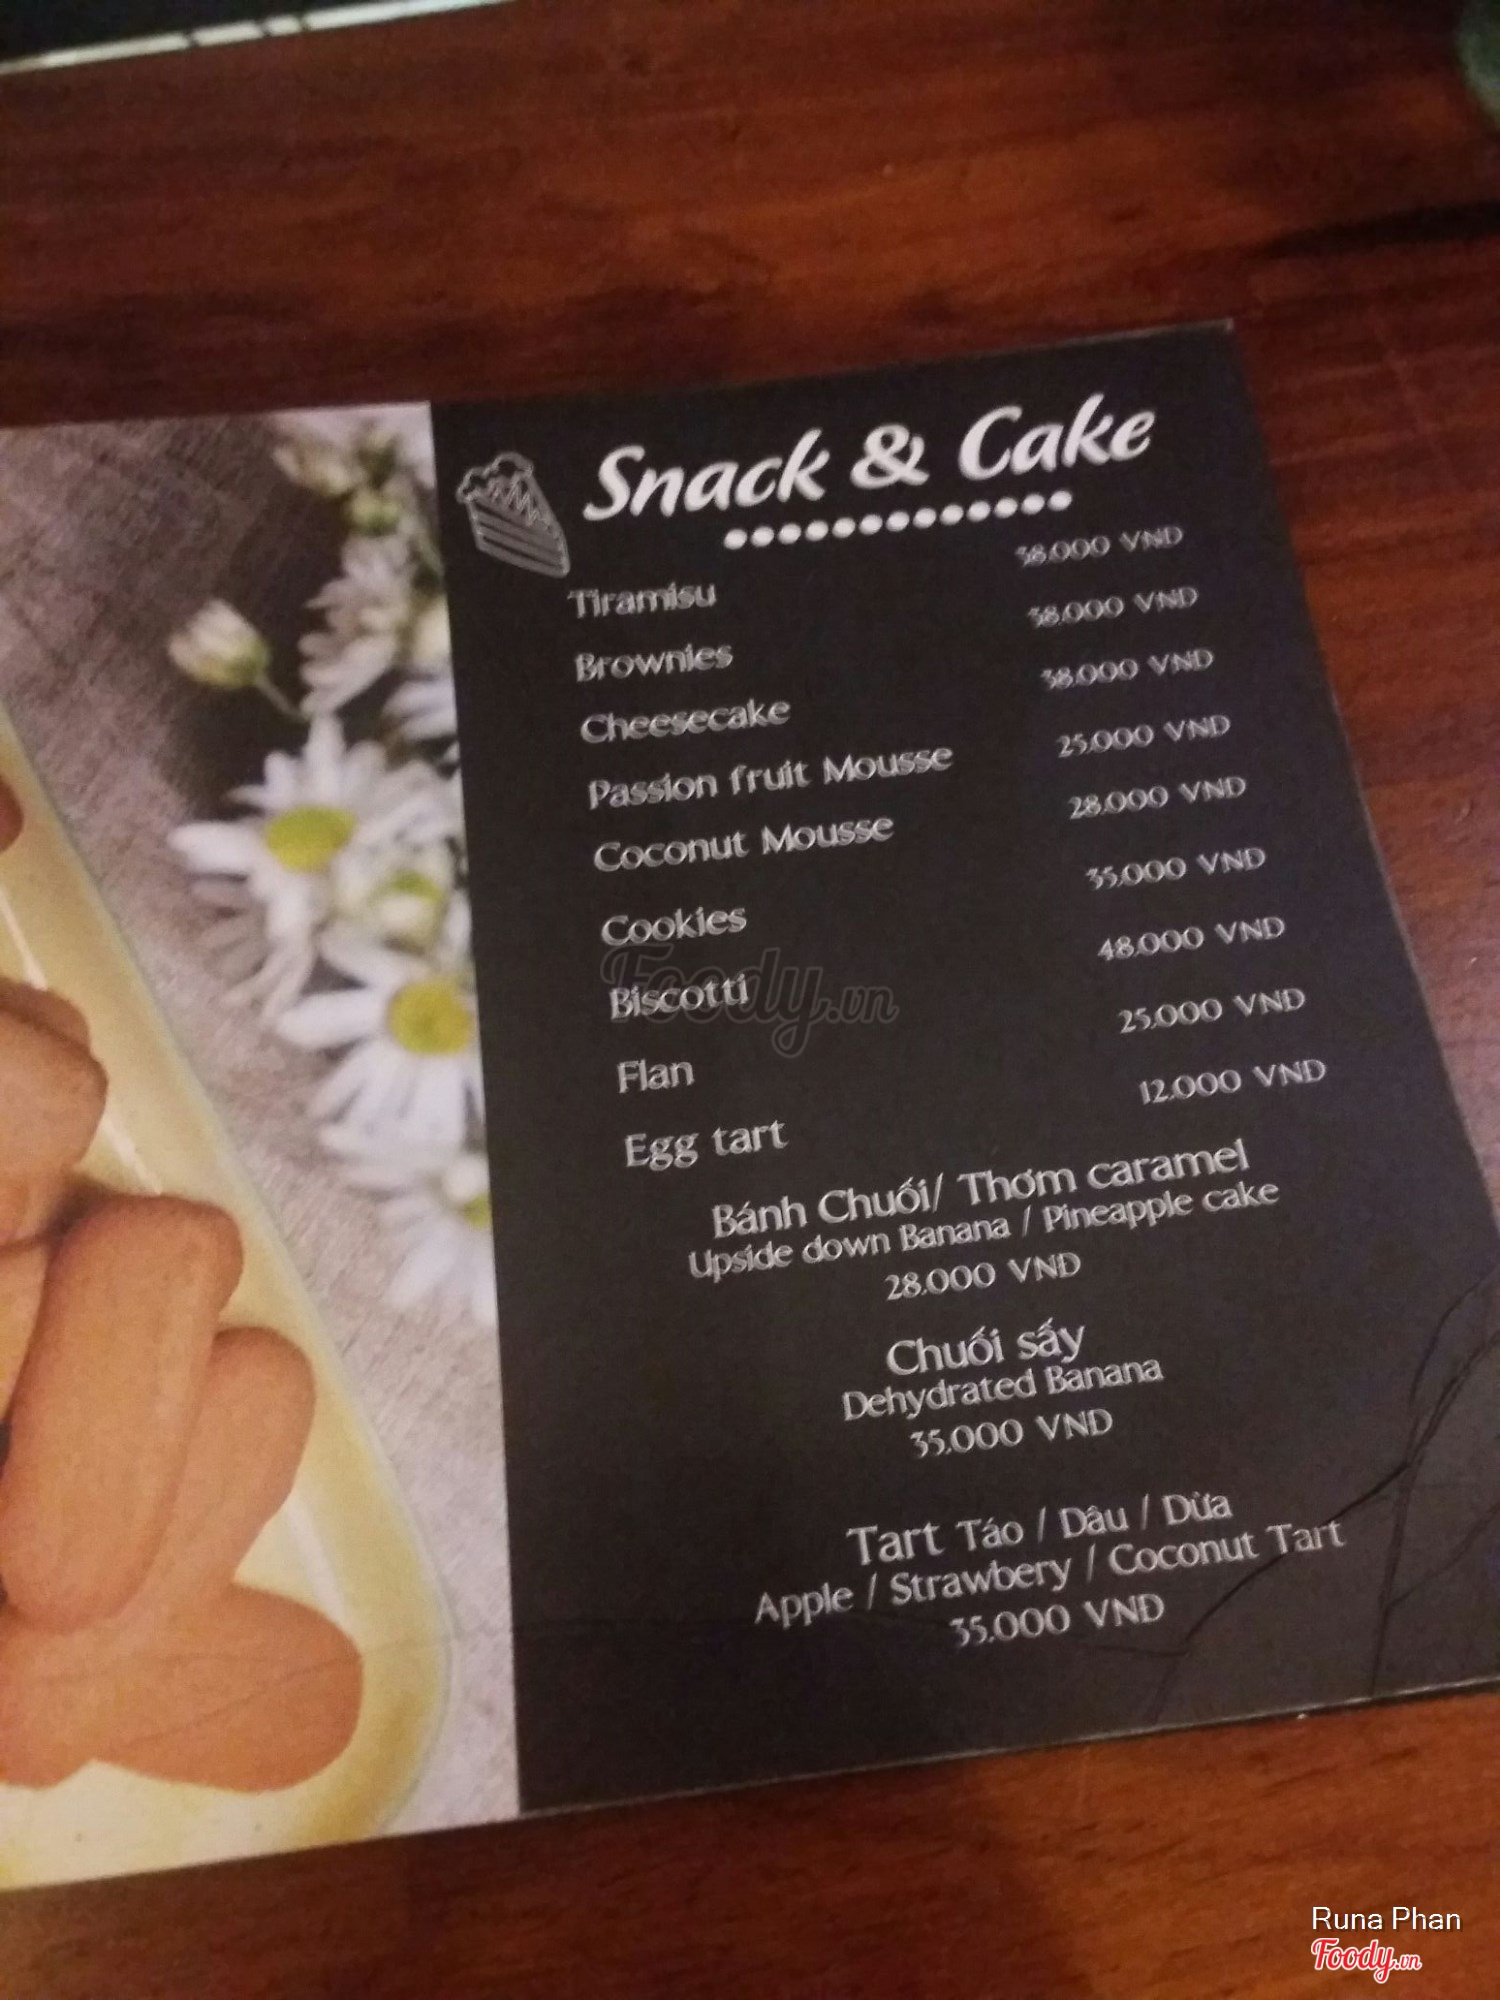 Snack & Cake
Tiramisu 38.000 VND
Brownies 38.000 VND
Cheesecake 38.000 VND
Passion fruit Mousse 25.000 VND
Coconut Mousse 28.000 VND
Cookies 35.000 VND
Biscotti 48.000 VND
Flan 25.000 VND
Egg tart 12.000 VND
Bánh Chuối/ Thơm caramel
Upside down Banana / Pineapple cake
28.000 VND
Chuối sấy
Dehydrated Banana
35.000 VND
Tart Táo / Dâu / Dừa
Apple / Strawbery / Coconut Tart
35.000 VND
Foody.vn
Runa Phan
Foody.vn